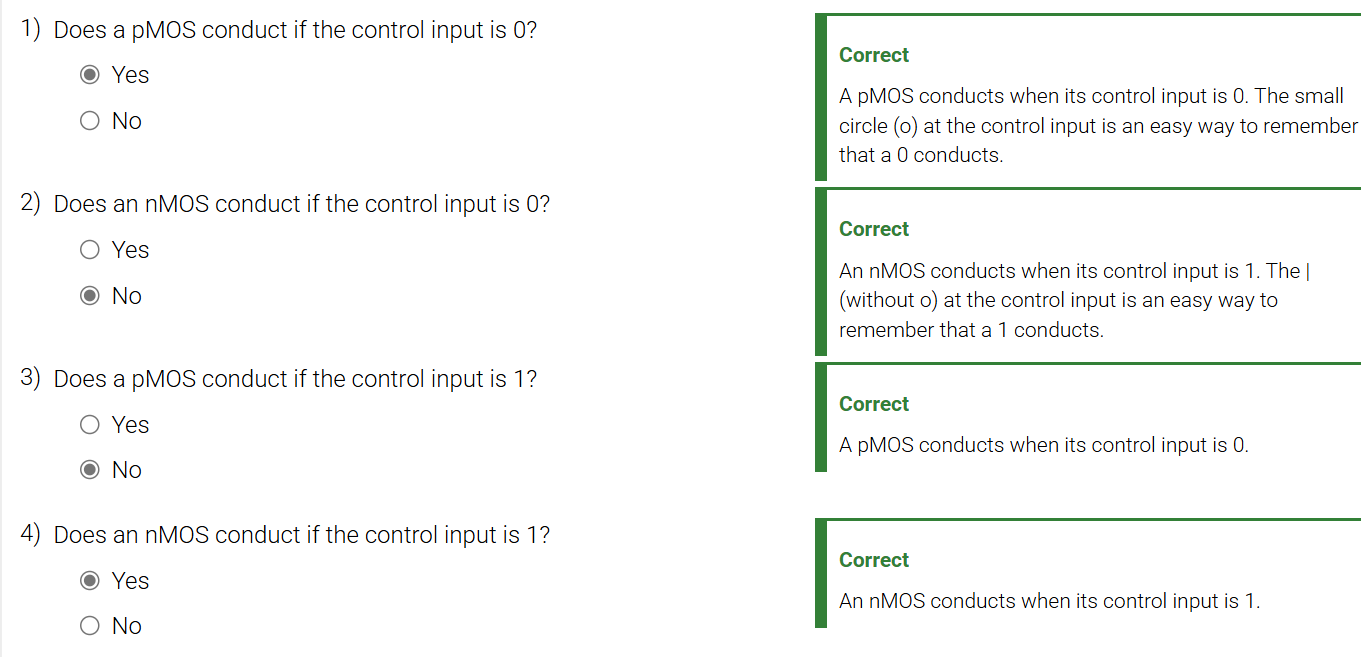 1) Does a pMOS conduct if the control input is 0?
Yes
No
Correct
A pMOS conducts when its control input is 0. The small
circle (o) at the control input is an easy way to remember
that a 0 conducts.
2) Does an nMOS conduct if the control input is 0?
Yes
No
Correct
An nMOS conducts when its control input is 1. The |
(without o) at the control input is an easy way to
remember that a 1 conducts.
3) Does a pMOS conduct if the control input is 1?
Yes
No
Correct
A pMOS conducts when its control input is 0.
4) Does an nMOS conduct if the control input is 1?
Yes
No
Correct
An nMOS conducts when its control input is 1.